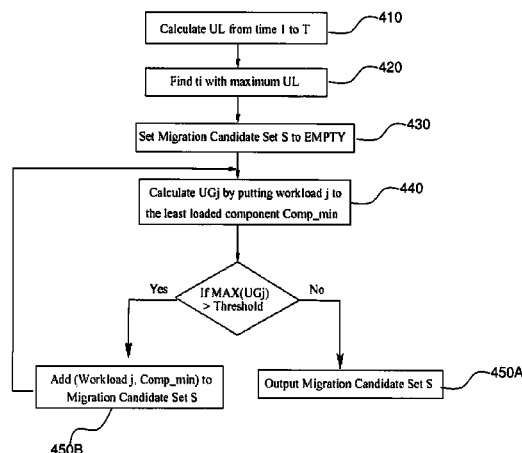 Calculate UL from time 1 to T
410
Find ti with maximum UL
420
Set Migration Candidate Set S to EMPTY
430
Calculate UGj by putting workload j to
the least loaded component Comp_min
440
If MAX(UGj)
> Threshold
Yes
No
Add (Workload j, Comp_min) to
Migration Candidate Set S
450B
Output Migration Candidate Set S
450A